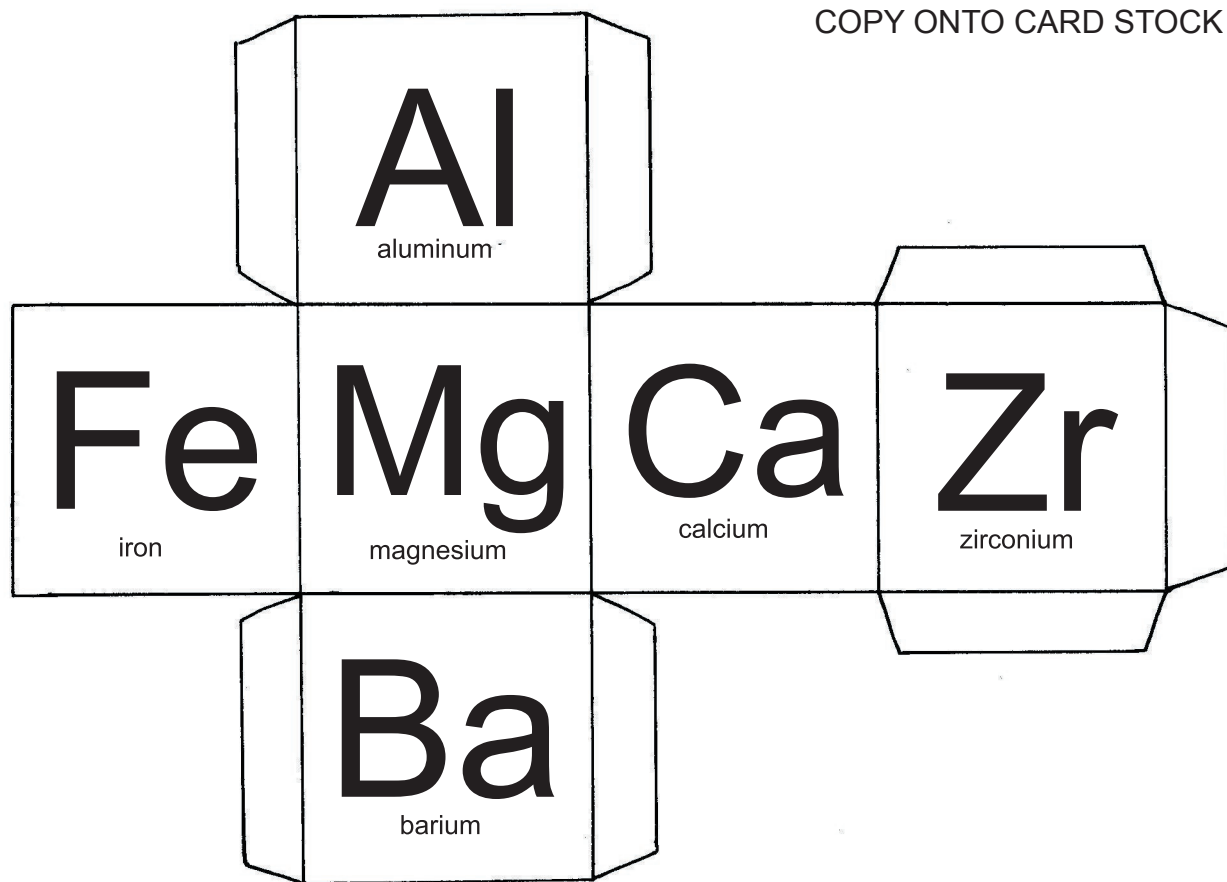 COPY ONTO CARD STOCK
Al
aluminum
Fe
iron
Mg
magnesium
Ca
calcium
Zr
zirconium
Ba
barium